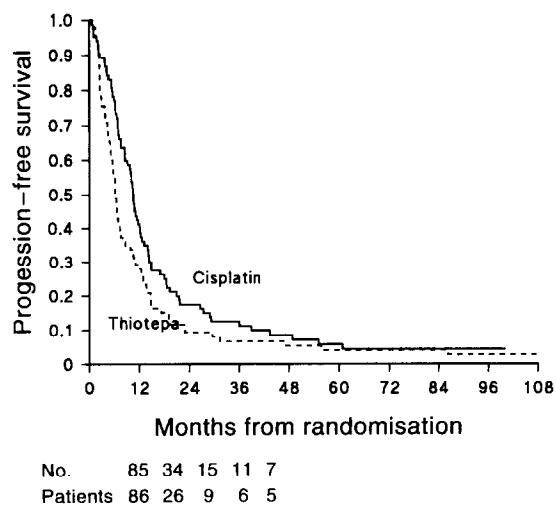 Progession-free survival
1.0
0.9
0.8
0.7
0.6
0.5
0.4
0.3
0.2
0.1
0
Cisplatin
Thiotepa
0 12 24 36 48 60 72 84 96 108
Months from randomisation
No. 85 34 15 11 7
Patients 86 26 9 6 5